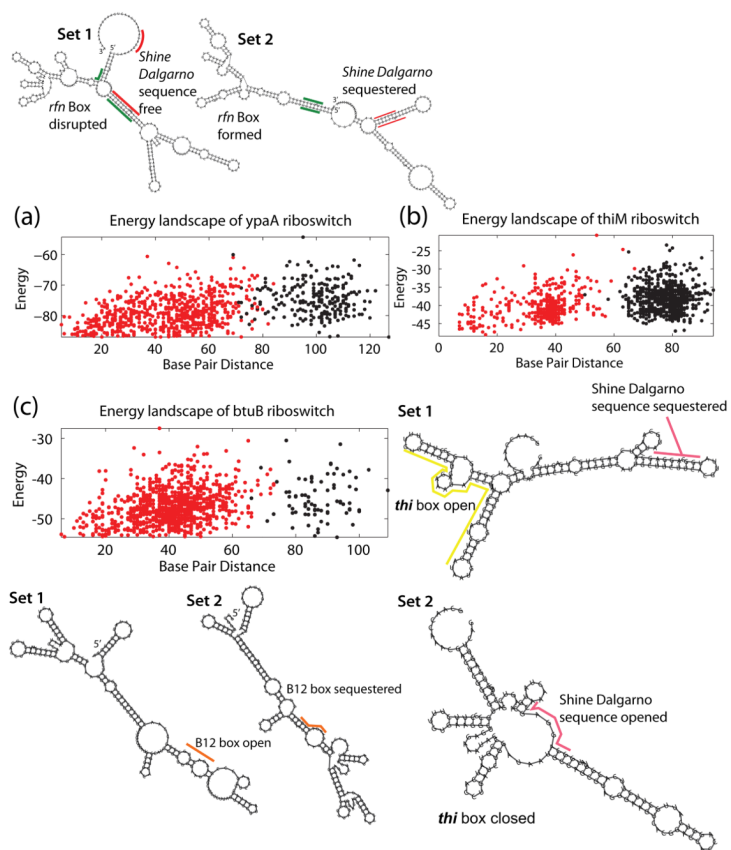 Set 1
3' 5'
Shine
Dalgarno
sequence
free
rfn Box
disrupted
Set 2
Shine Dalgarno
sequestered
3'
5'
rfn Box
formed
(a)
Energy landscape of ypaA riboswitch
Energy
−60
−70
−80
20 40 60 80 100 120
Base Pair Distance
(b)
Energy landscape of thiM riboswitch
Energy
−25
−30
−35
−40
−45
0 20 40 60 80
Base Pair Distance
(c)
Energy landscape of btuB riboswitch
Energy
−30
−40
−50
20 40 60 80 100
Base Pair Distance
Set 1
Shine Dalgarno
sequence sequestered
thi box open
Set 1
5'
B12 box open
Set 2
5'
B12 box sequestered
Set 2
Shine Dalgarno
sequence opened
thi box closed